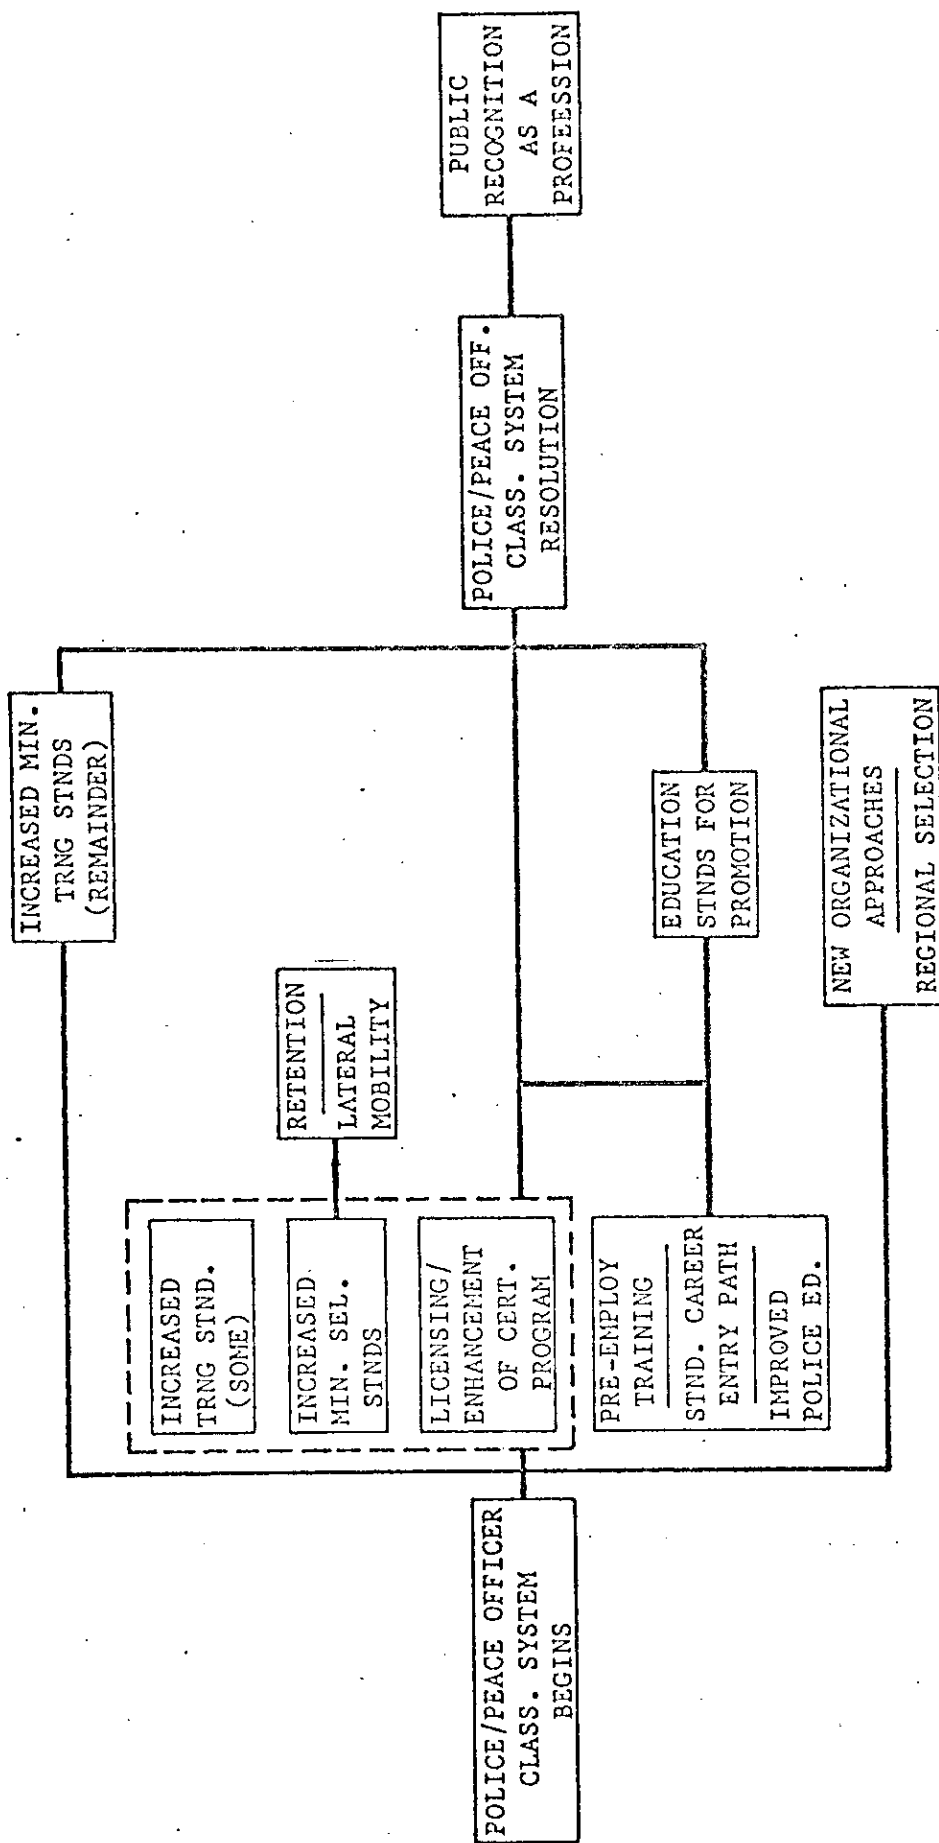 POLICE/PEACE OFFICER
CLASS. SYSTEM
BEGINS
INCREASED
TRNG STND.
(SOME)
INCREASED
MIN. SEL.
STNDS
LICENSING/
ENHANCEMENT
OF CERT.
PROGRAM
PRE-EMPLOY
TRAINING
STND. CAREER
ENTRY PATH
IMPROVED
POLICE ED.
RETENTION
LATERAL
MOBILITY
INCREASED MIN.
TRNG STNDS
(REMAINDER)
EDUCATION
STNDS FOR
PROMOTION
NEW ORGANIZATIONAL
APPROACHES
REGIONAL SELECTION
POLICE/PEACE OFF.
CLASS. SYSTEM
RESOLUTION
PUBLIC
RECOGNITION
AS A
PROFEESSION